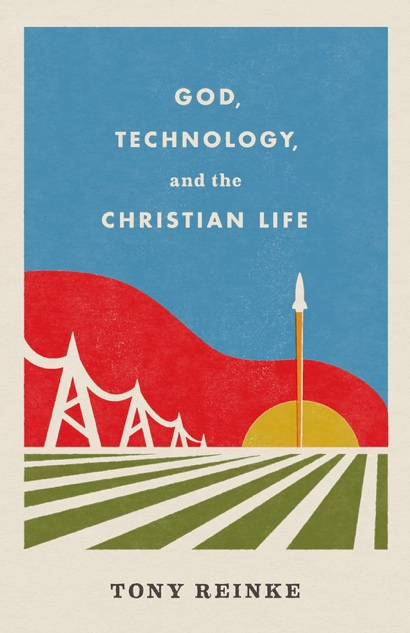 GOD,
TECHNOLOGY,
and the
CHRISTIAN LIFE
TONY REINKE